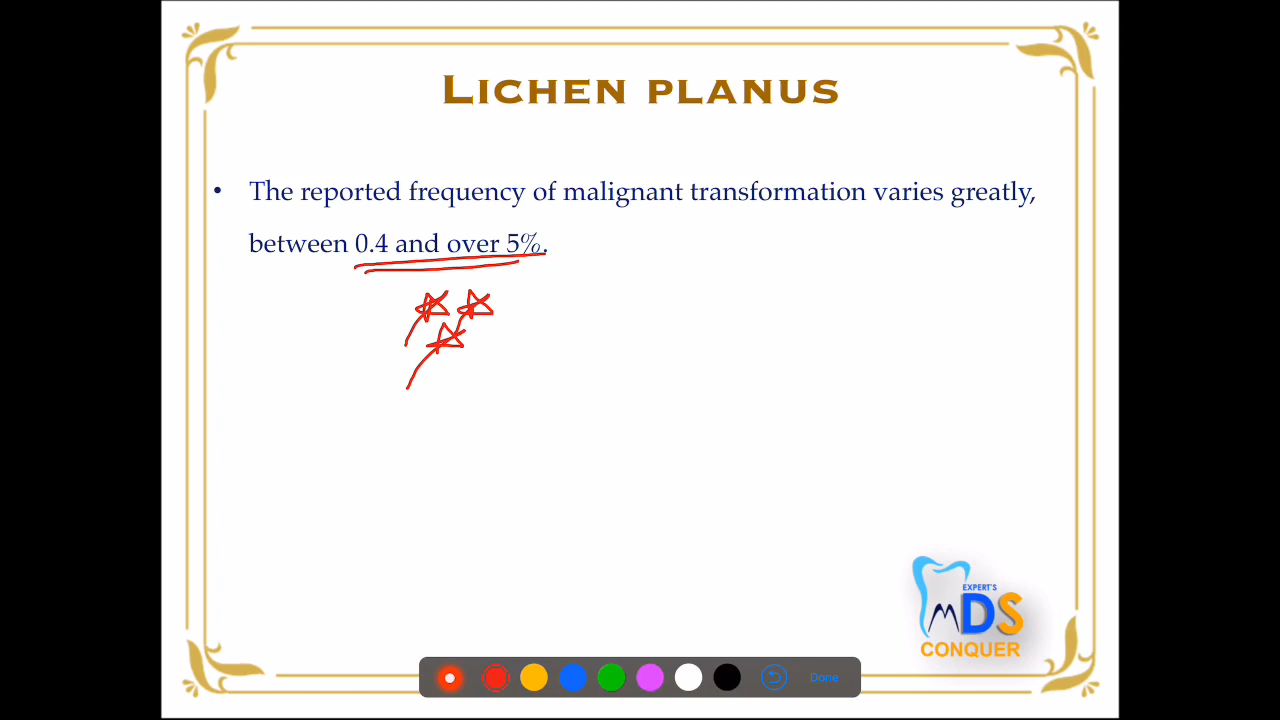 LICHEN PLANUS
• The reported frequency of malignant transformation varies greatly,
between 0.4 and over 5%.
EXPERT'S
MDS
CONQUER
Done